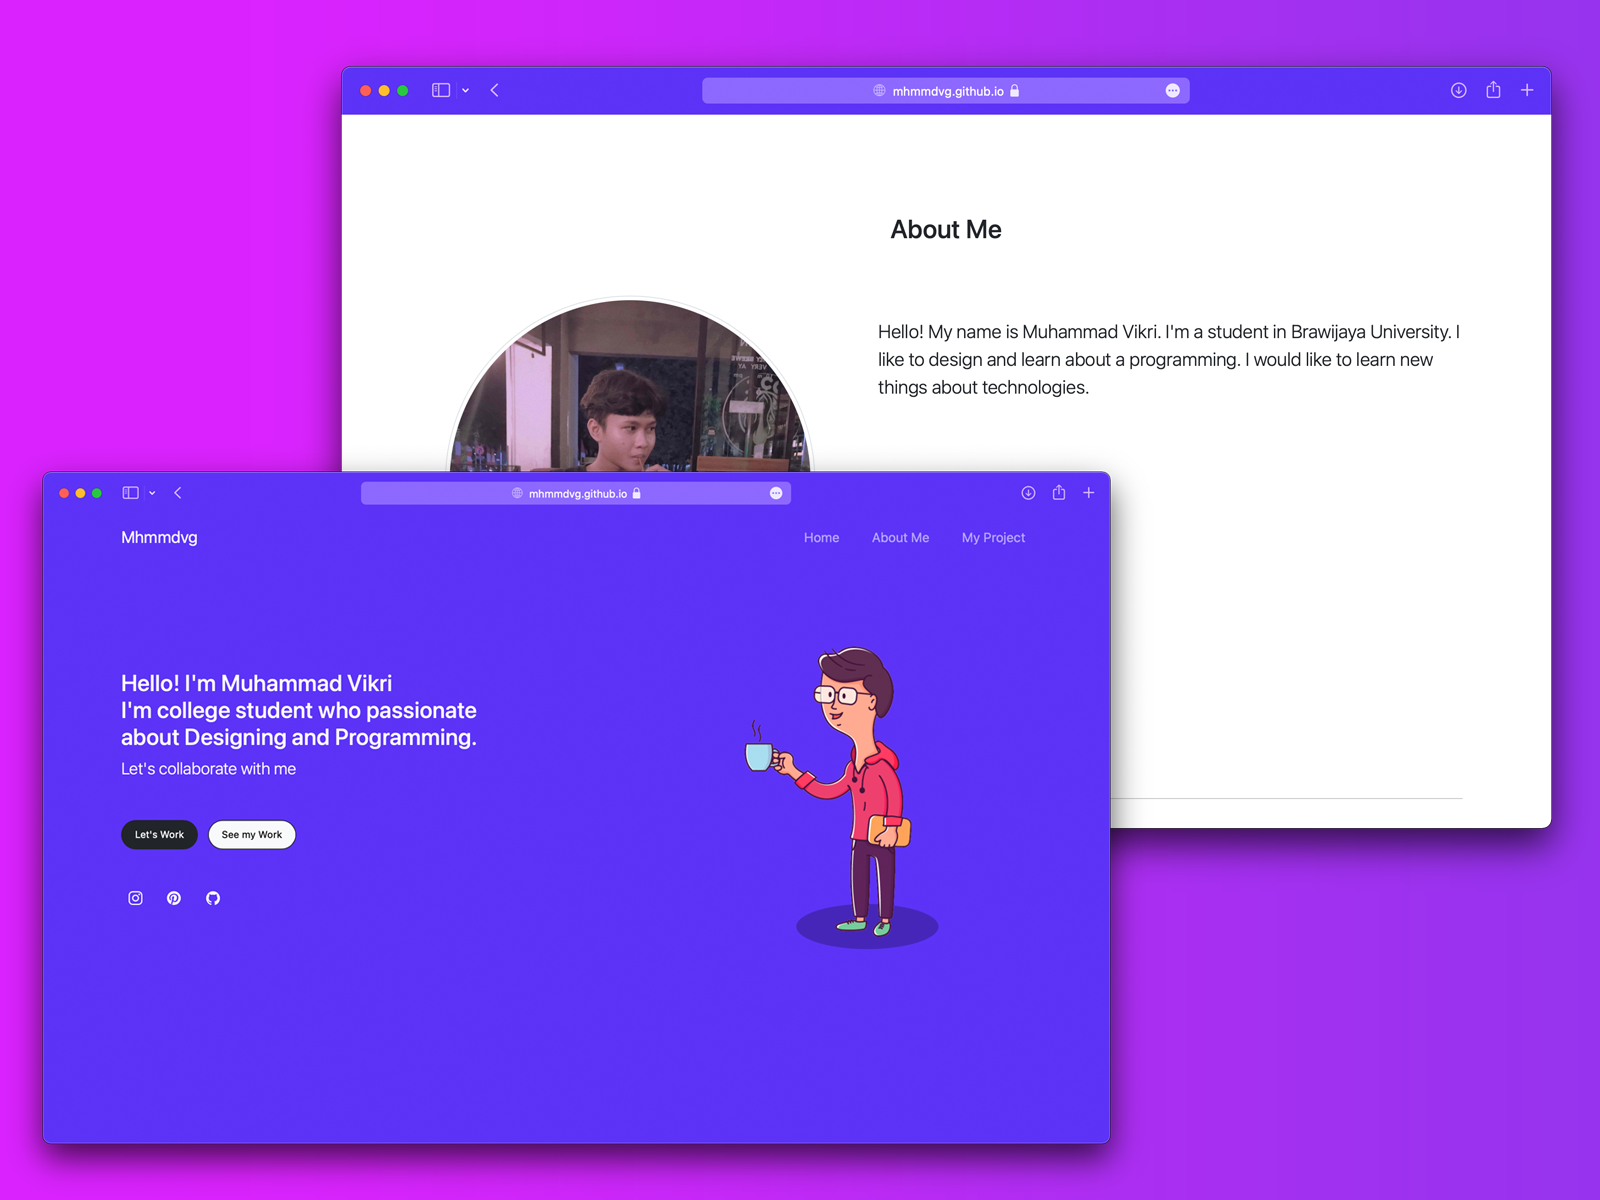 mhmmdvg.github.io
About Me
Hello! My name is Muhammad Vikri. I'm a student in Brawijaya University. I
like to design and learn about a programming. I would like to learn new
things about technologies.
mhmmdvg.github.io
Mhmmdvg
Home About Me My Project
Hello! I'm Muhammad Vikri
I'm college student who passionate
about Designing and Programming.
Let's collaborate with me
Let's Work See my Work